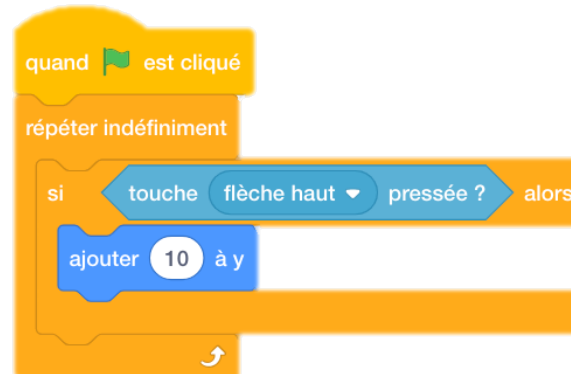 quand est cliqué
répéter indéfiniment
si touche flèche haut pressée ? alors
ajouter 10 à y